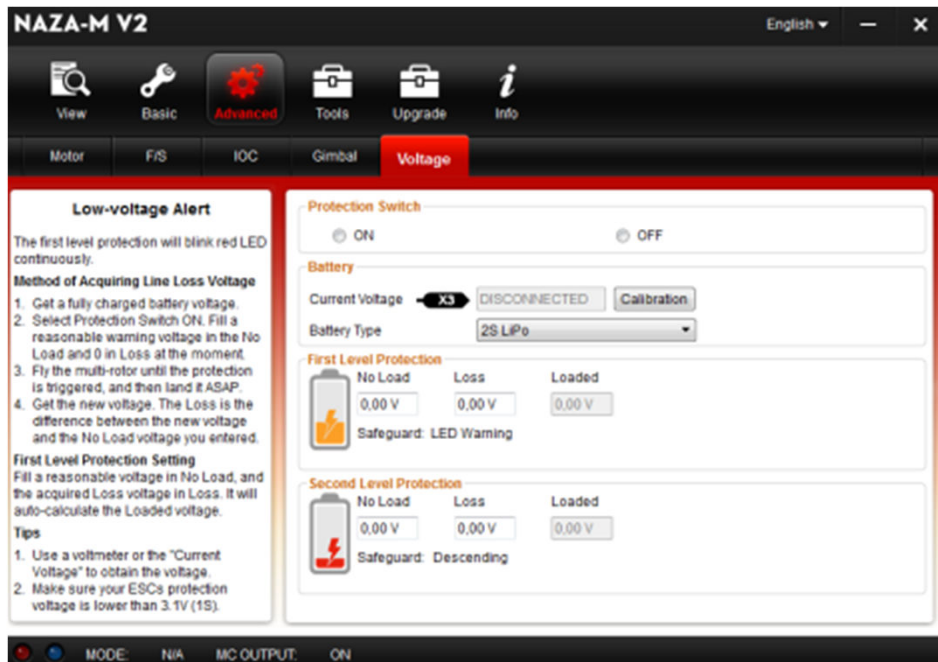 NAZA-M V2
English
View Basic Advanced Tools Upgrade Info
Motor F/S IOC Gimbal Voltage
Low-voltage Alert
The first level protection will blink red LED
continuously.
Method of Acquiring Line Loss Voltage
1. Get a fully charged battery voltage.
2. Select Protection Switch ON. Fill a
reasonable warning voltage in the No
Load and 0 in Loss at the moment.
3. Fly the multi-rotor until the protection
is triggered, and then land it ASAP.
4. Get the new voltage. The Loss is the
difference between the new voltage
and the No Load voltage you entered.
First Level Protection Setting
Fill a reasonable voltage in No Load, and
the acquired Loss voltage in Loss. It will
auto-calculate the Loaded voltage.
Tips
1. Use a voltmeter or the "Current
Voltage" to obtain the voltage.
2. Make sure your ESCs protection
voltage is lower than 3.1V (1S).
Protection Switch
ON OFF
Battery
Current Voltage X3 DISCONNECTED Calibration
Battery Type 2S LiPo
First Level Protection
No Load Loss Loaded
0,00 V 0,00 V 0,00 V
Safeguard: LED Warning
Second Level Protection
No Load Loss Loaded
0,00 V 0,00 V 0,00 V
Safeguard: Descending
MODE: N/A MC OUTPUT: ON